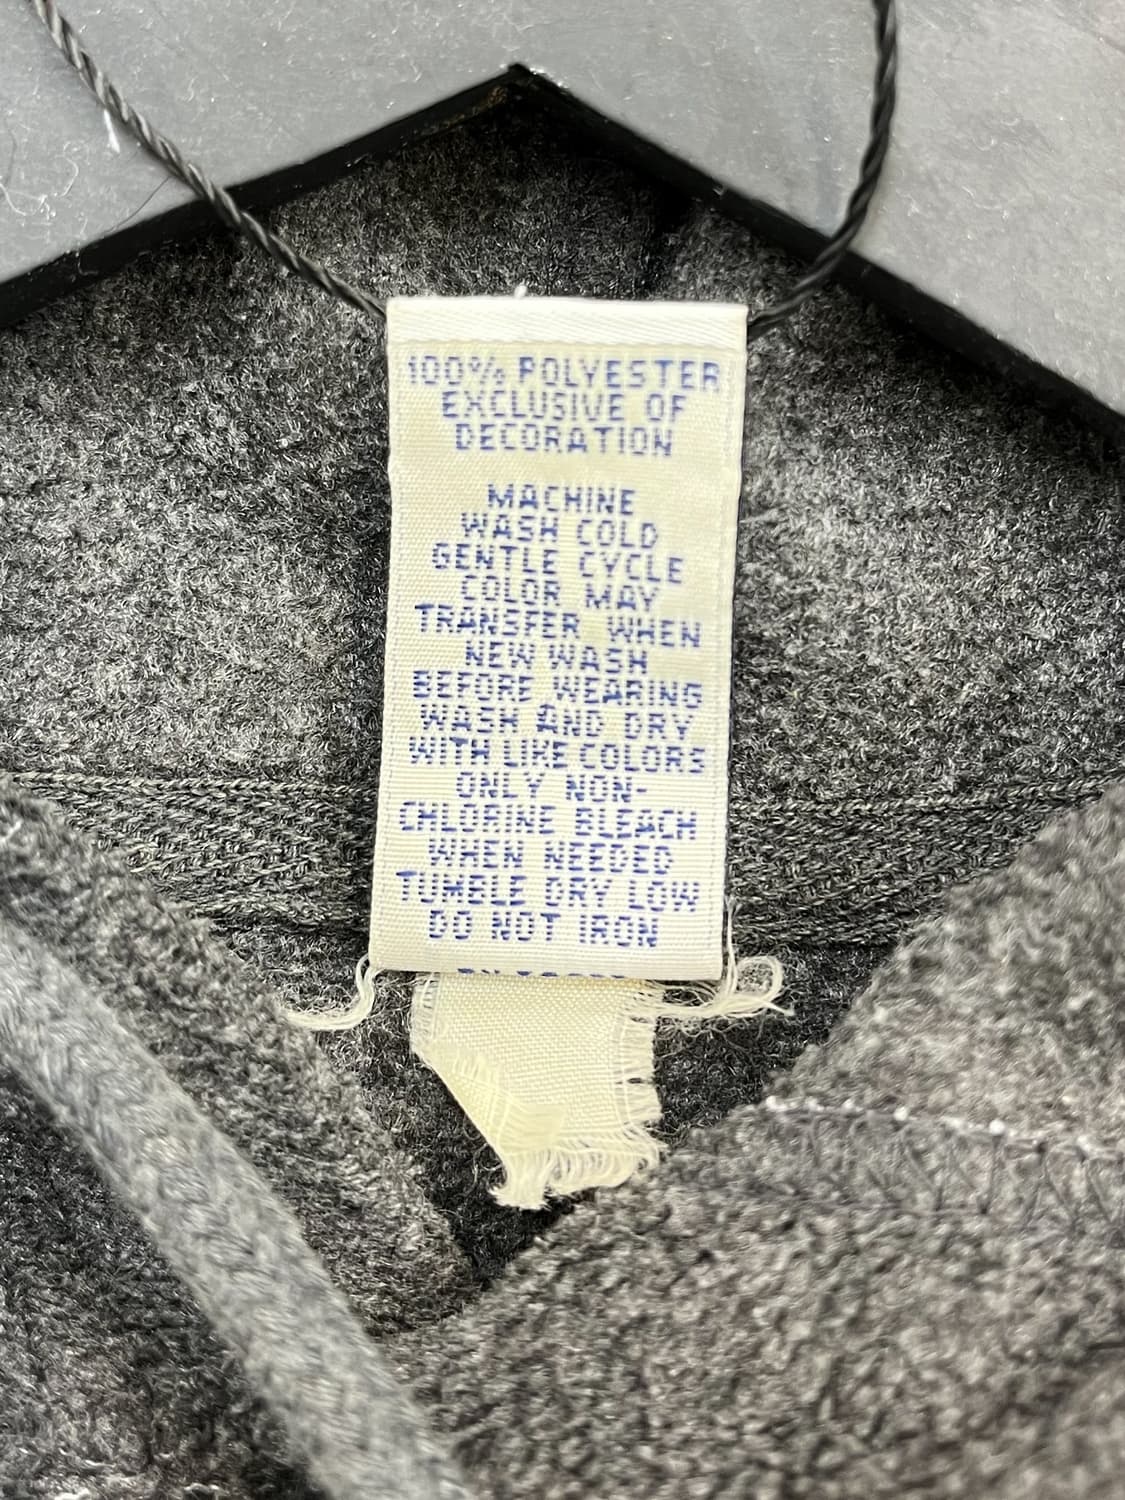 100% POLYESTER
EXCLUSIVE OF
DECORATION
MACHINE
WASH COLD
GENTLE CYCLE
COLOR MAY
TRANSFER WHEN
NEW WASH
BEFORE WEARING
WASH AND DRY
WITH LIKE COLORS
ONLY NON-
CHLORINE BLEACH
WHEN NEEDED
TUMBLE DRY LOW
DO NOT IRON